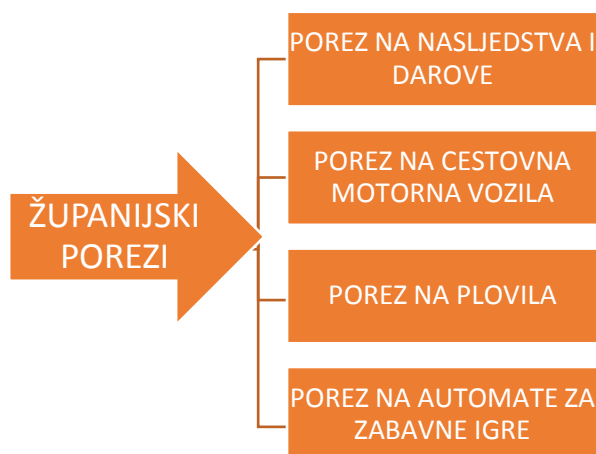 POREZ NA NASLJEDSTVA I
DAROVE
POREZ NA CESTOVNA
MOTORNA VOZILA
ŽUPANIJSKI
POREZI
POREZ NA PLOVILA
POREZ NA AUTOMATE ZA
ZABAVNE IGRE